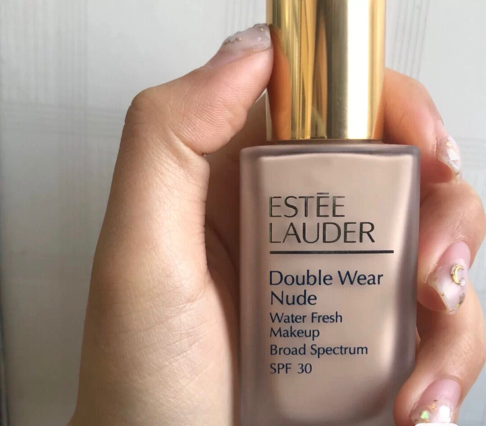 ESTĒE
LAUDER
Double Wear
Nude
Water Fresh
Makeup
Broad Spectrum
SPF 30